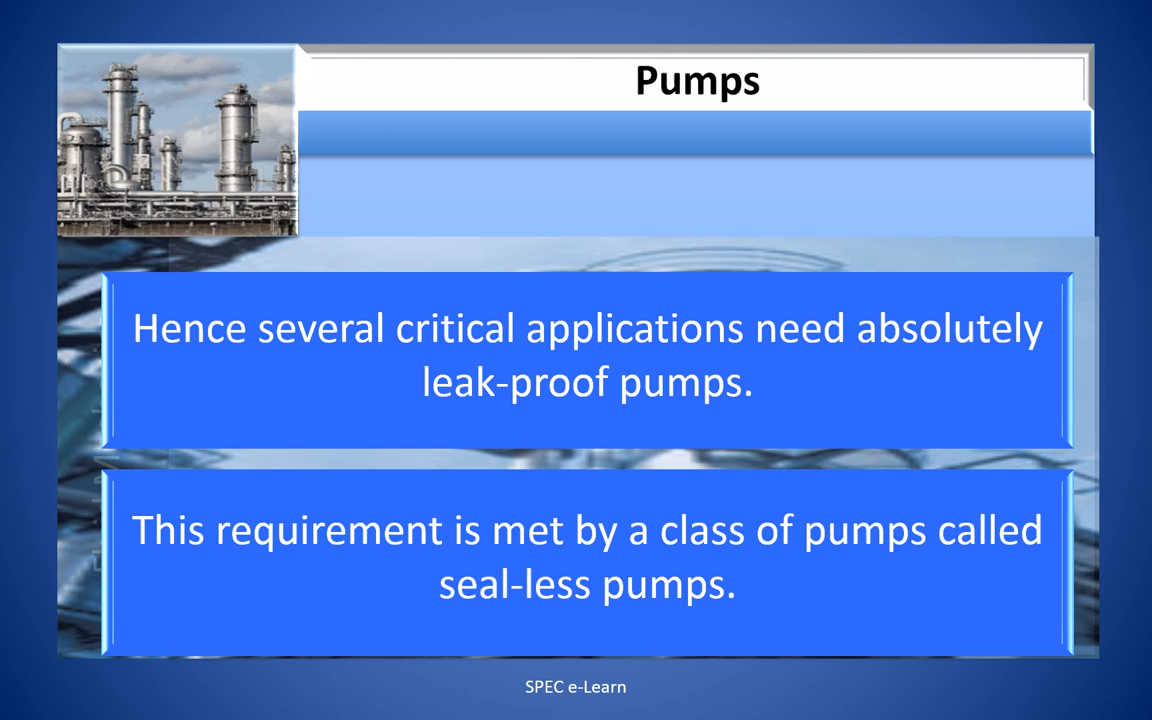 Pumps
Hence several critical applications need absolutely
leak-proof pumps.
This requirement is met by a class of pumps called
seal-less pumps.
SPEC e-Learn